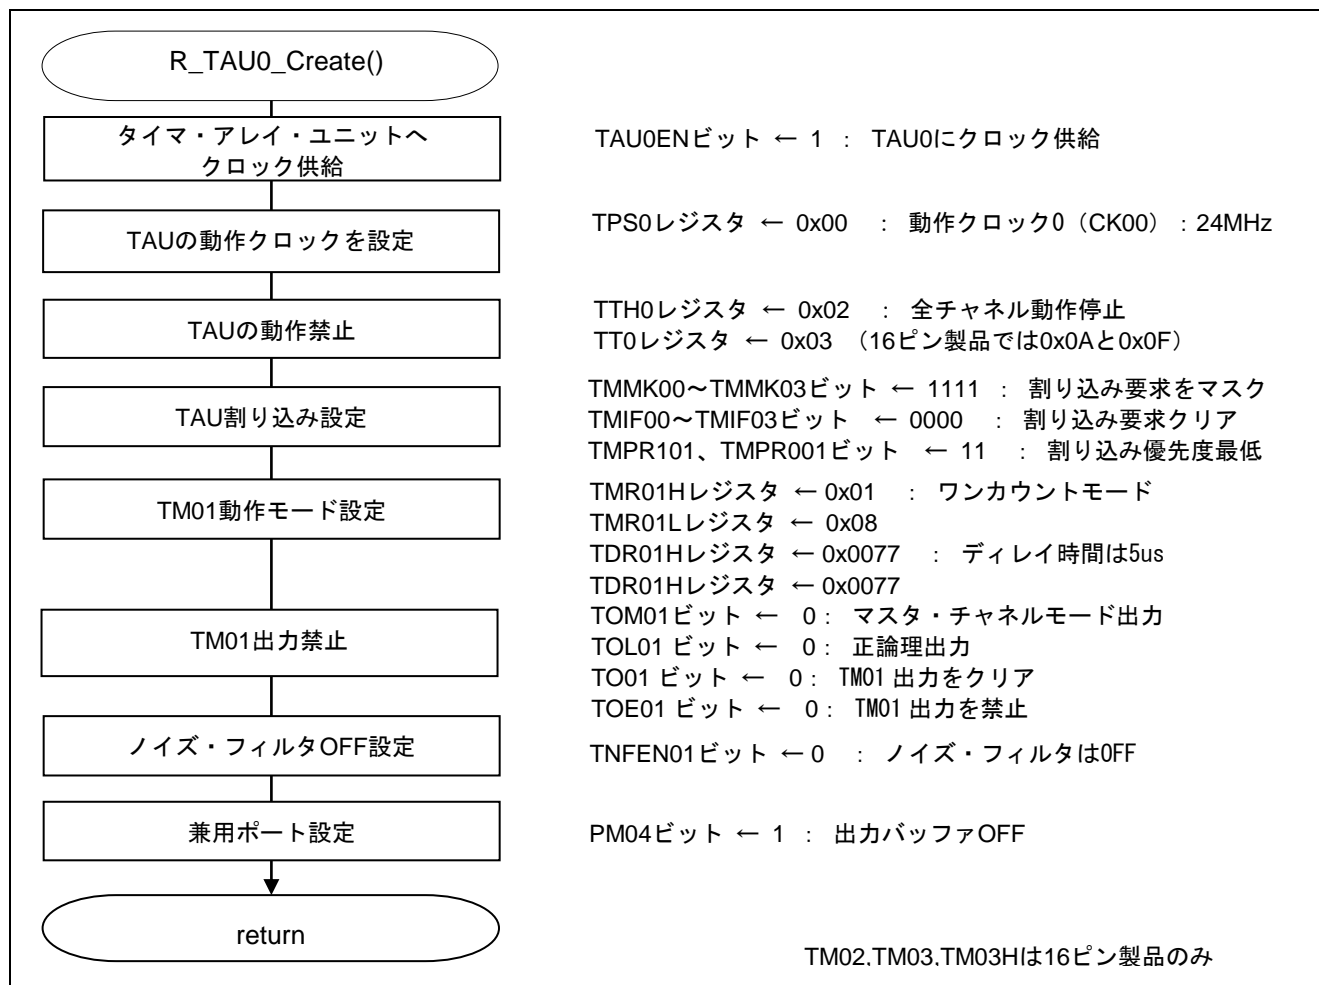 R_TAU0_Create()
タイマ・アレイ・ユニットへ
クロック供給
TAU0ENビット ← 1 : TAU0にクロック供給
TAUの動作クロックを設定
TPS0レジスタ ← 0x00 : 動作クロック0（CK00）：24MHz
TAUの動作禁止
TTH0レジスタ ← 0x02 : 全チャネル動作停止
TT0レジスタ ← 0x03 （16ピン製品では0x0Aと0x0F）
TAU割り込み設定
TMMK00～TMMK03ビット ← 1111 : 割り込み要求をマスク
TMIF00～TMIF03ビット ← 0000 : 割り込み要求クリア
TMPR101、TMPR001ビット ← 11 : 割り込み優先度最低
TM01動作モード設定
TMR01Hレジスタ ← 0x01 : ワンカウントモード
TMR01Lレジスタ ← 0x08
TDR01Hレジスタ ← 0x0077 : ディレイ時間は5us
TDR01Hレジスタ ← 0x0077
TM01出力禁止
TOM01ビット ← 0： マスタ・チャネルモード出力
TOL01 ビット ← 0： 正論理出力
TO01 ビット ← 0： TM01 出力をクリア
TOE01 ビット ← 0： TM01 出力を禁止
ノイズ・フィルタOFF設定
TNFEN01ビット ← 0 : ノイズ・フィルタはOFF
兼用ポート設定
PM04ビット ← 1 : 出力バッファOFF
return
TM02,TM03,TM03Hは16ピン製品のみ